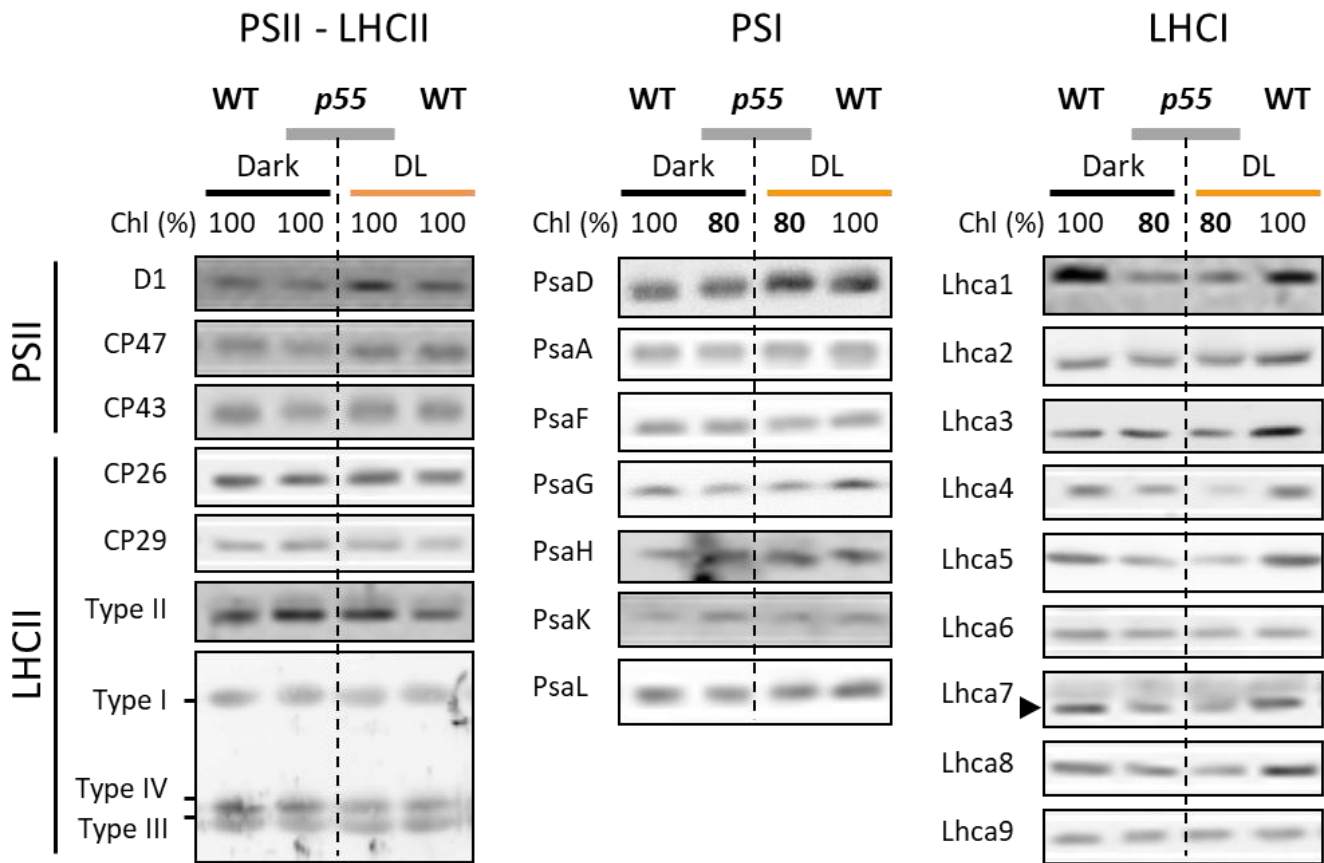 PSII - LHCII
WT p55 WT
Dark DL
Chl (%) 100 100 100 100
PSII
D1
CP47
CP43
LHCII
CP26
CP29
Type II
Type I
Type IV
Type III
PSI
WT p55 WT
Dark DL
Chl (%) 100 80 80 100
PsaD
PsaA
PsaF
PsaG
PsaH
PsaK
PsaL
LHCI
WT p55 WT
Dark DL
Chl (%) 100 80 80 100
Lhca1
Lhca2
Lhca3
Lhca4
Lhca5
Lhca6
Lhca7
Lhca8
Lhca9